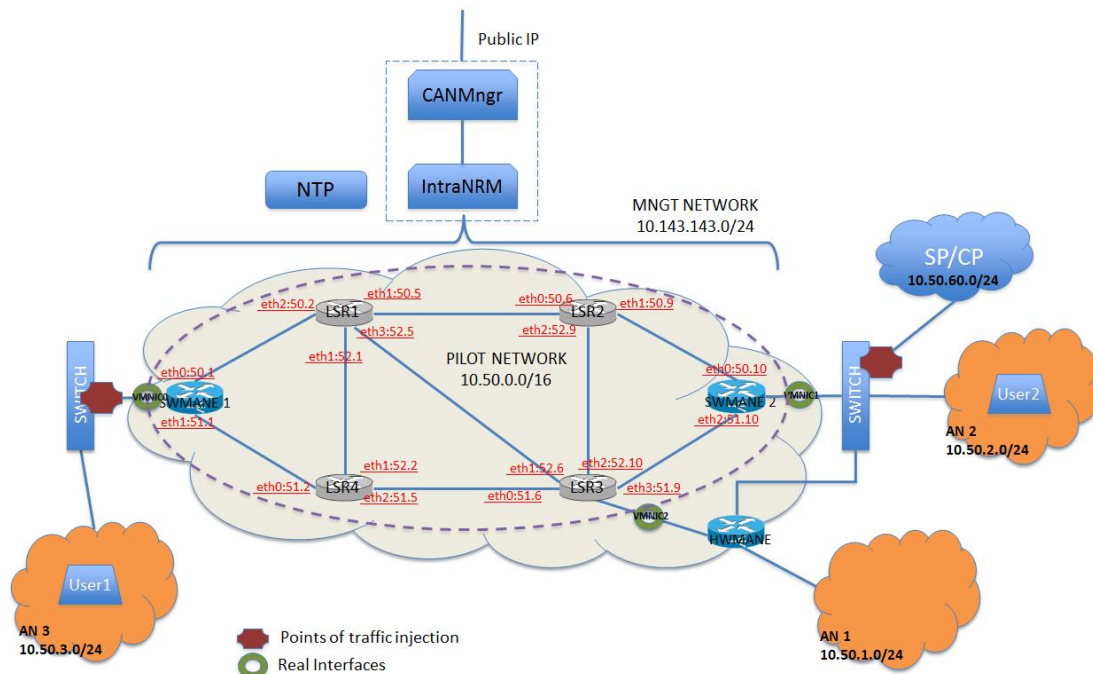 Public IP
CANMngr
IntraNRM
NTP
MNGT NETWORK
10.143.143.0/24
SP/CP
10.50.60.0/24
eth2:50.2
eth1:50.5
LSR1
eth3:52.5
eth1:52.1
eth0:50.6
eth1:50.9
LSR2
eth2:52.9
PILOT NETWORK
10.50.0.0/16
SWITCH
VMNIC0
eth0:50.1
SWMANE 1
eth1:51.1
eth0:50.10
SWMANE 2
eth2:51.10
VMNIC1
SWITCH
User2
AN 2
10.50.2.0/24
eth1:52.2
eth0:51.2
LSR4
eth2:51.5
eth1:52.6
eth2:52.10
eth0:51.6
LSR3
eth3:51.9
VMNIC2
HWMANE
User1
AN 3
10.50.3.0/24
AN 1
10.50.1.0/24
Points of traffic injection
Real Interfaces